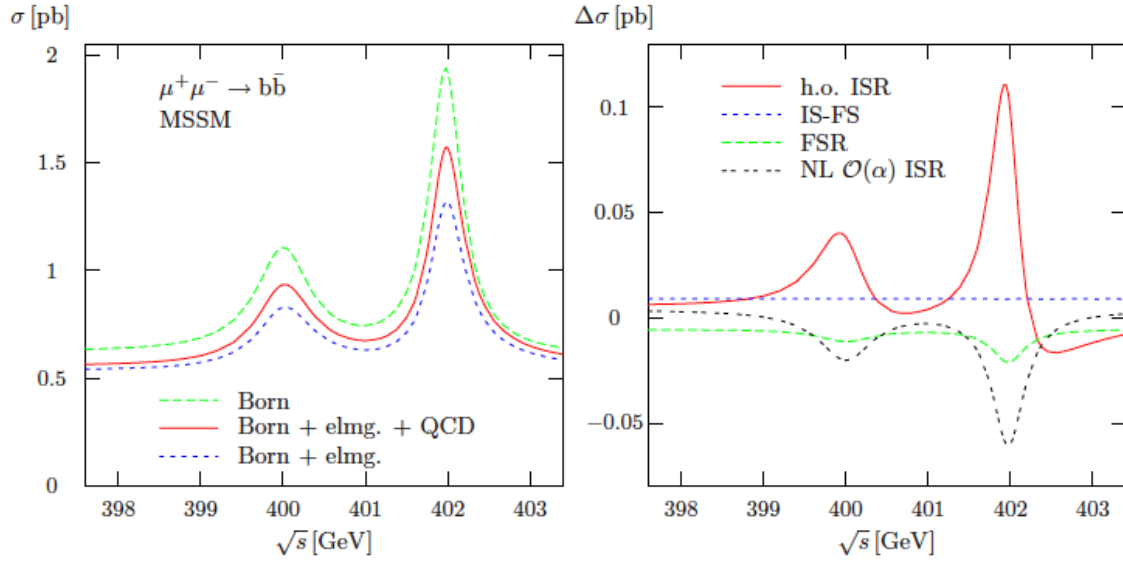 σ [pb]
2
1.5
1
0.5
0
μ⁺μ⁻ → bb̄
MSSM
Born
Born + elmg. + QCD
Born + elmg.
398 399 400 401 402 403
√s [GeV]
Δσ [pb]
0.1
0.05
0
−0.05
h.o. ISR
IS-FS
FSR
NL 𝒪(α) ISR
398 399 400 401 402 403
√s [GeV]